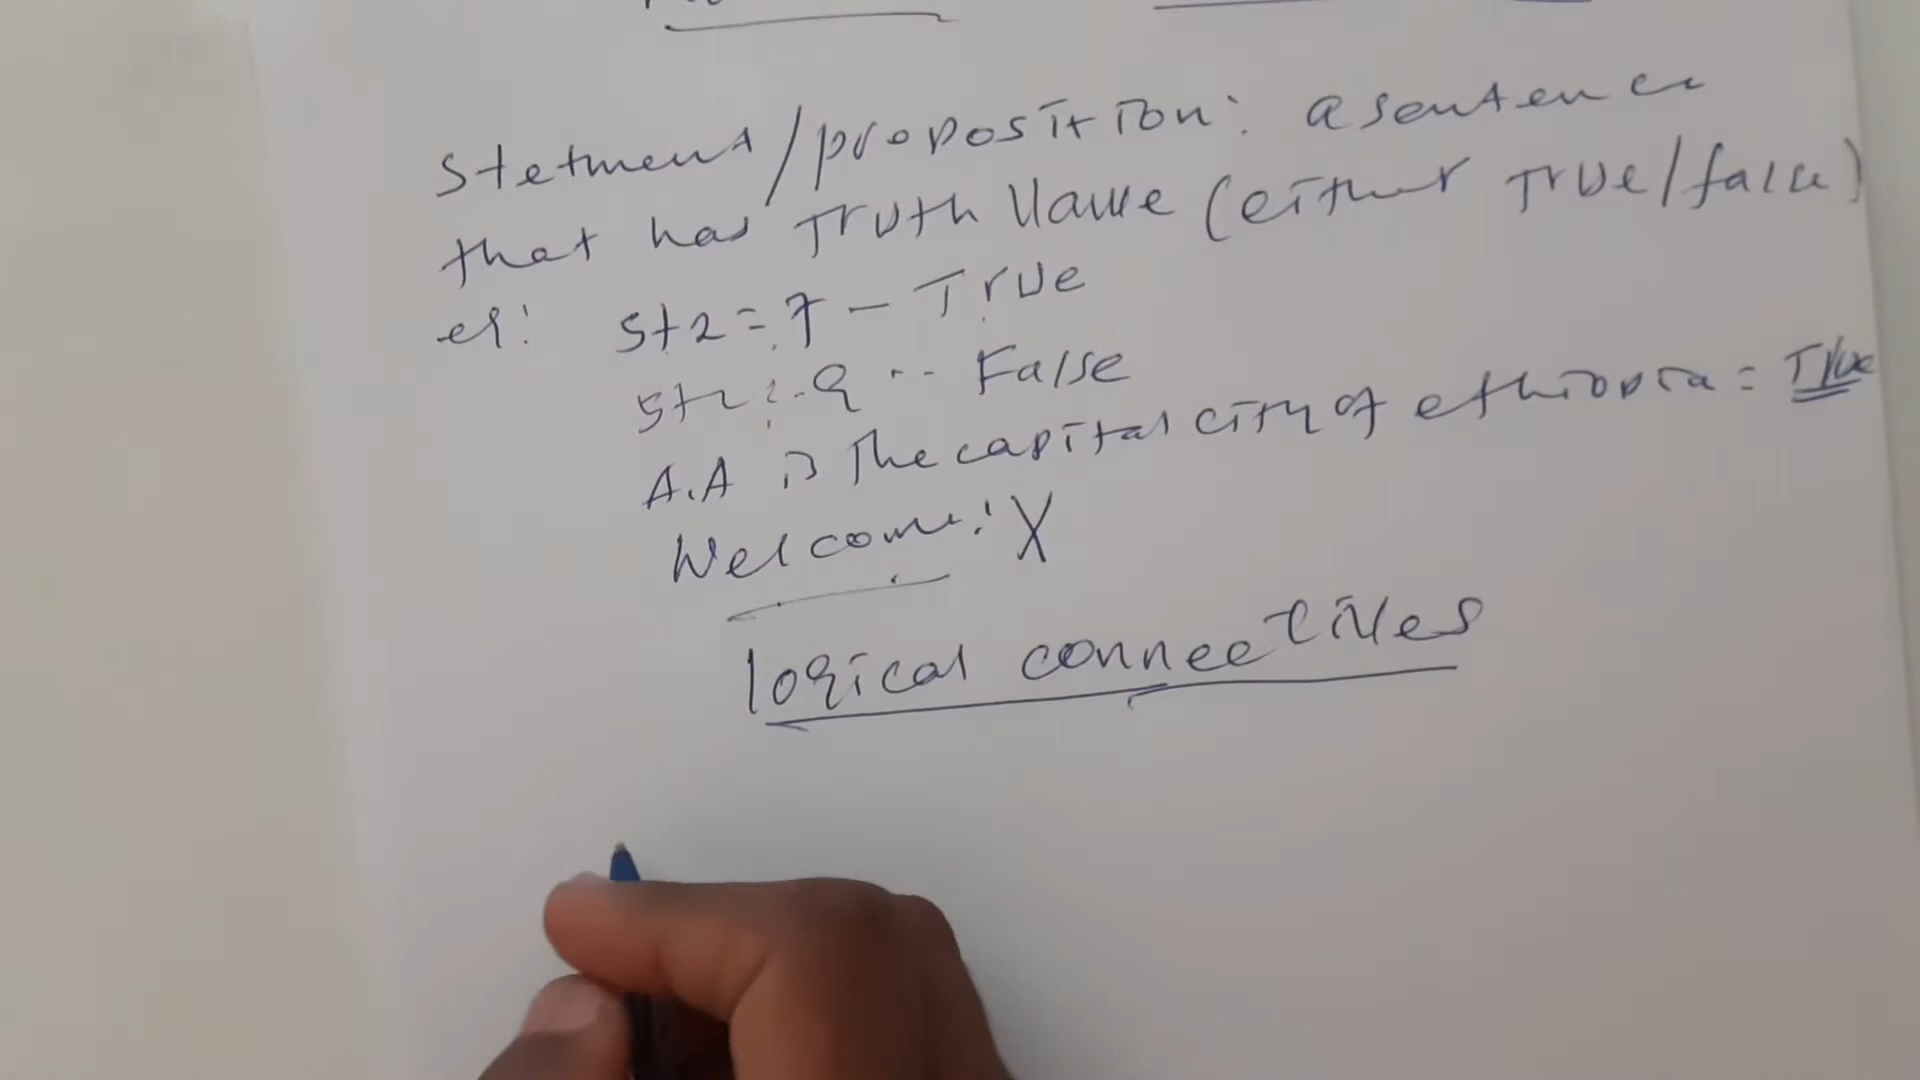 Stetment/proposition: a sentence
that has Truth Value (either True/false)
ex: 5+2=7 - True
5+2=9 -- False
A.A is The capital city of ethiopia = True
Welcome! X
logical connectives